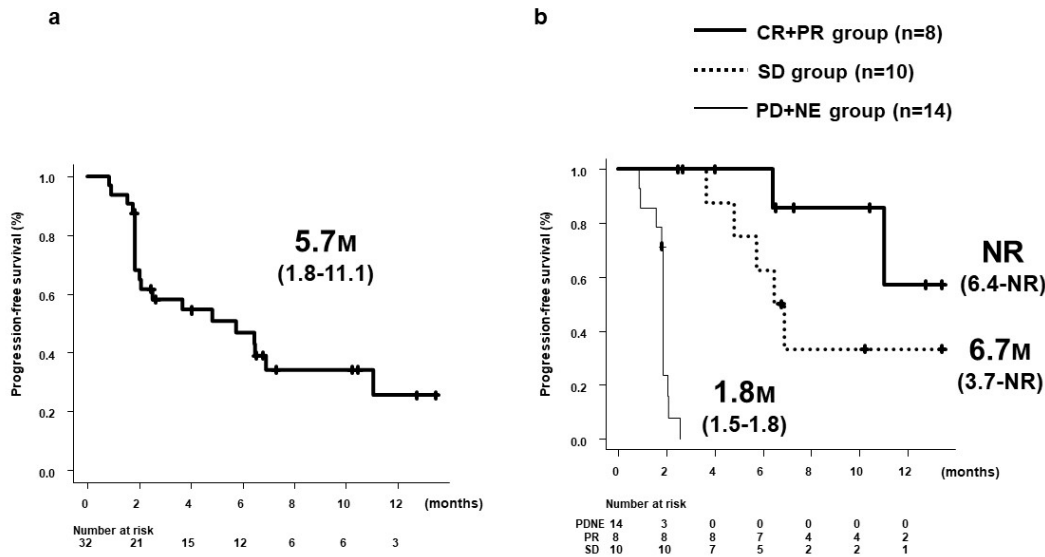 a
Progression-free survival (%)
1.0
0.8
0.6
0.4
0.2
0.0
5.7M
(1.8-11.1)
0 2 4 6 8 10 12 (months)
Number at risk
32 21 15 12 6 6 3
b
CR+PR group (n=8)
SD group (n=10)
PD+NE group (n=14)
Progression-free survival (%)
1.0
0.8
0.6
0.4
0.2
0.0
NR
(6.4-NR)
6.7M
(3.7-NR)
1.8M
(1.5-1.8)
0 2 4 6 8 10 12 (months)
Number at risk
PDNE 14 3 0 0 0 0 0
PR 8 8 8 7 4 4 2
SD 10 10 7 5 2 2 1